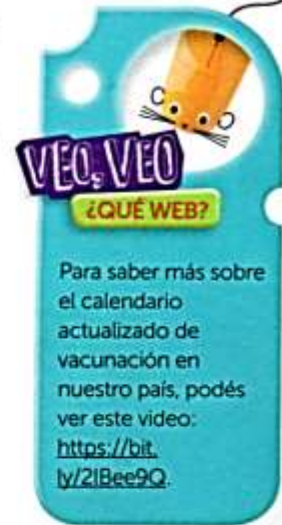 VEO, VEO
¿QUÉ WEB?
Para saber más sobre
el calendario
actualizado de
vacunación en
nuestro país, podés
ver este video:
https://bit.
ly/2IBee9Q.